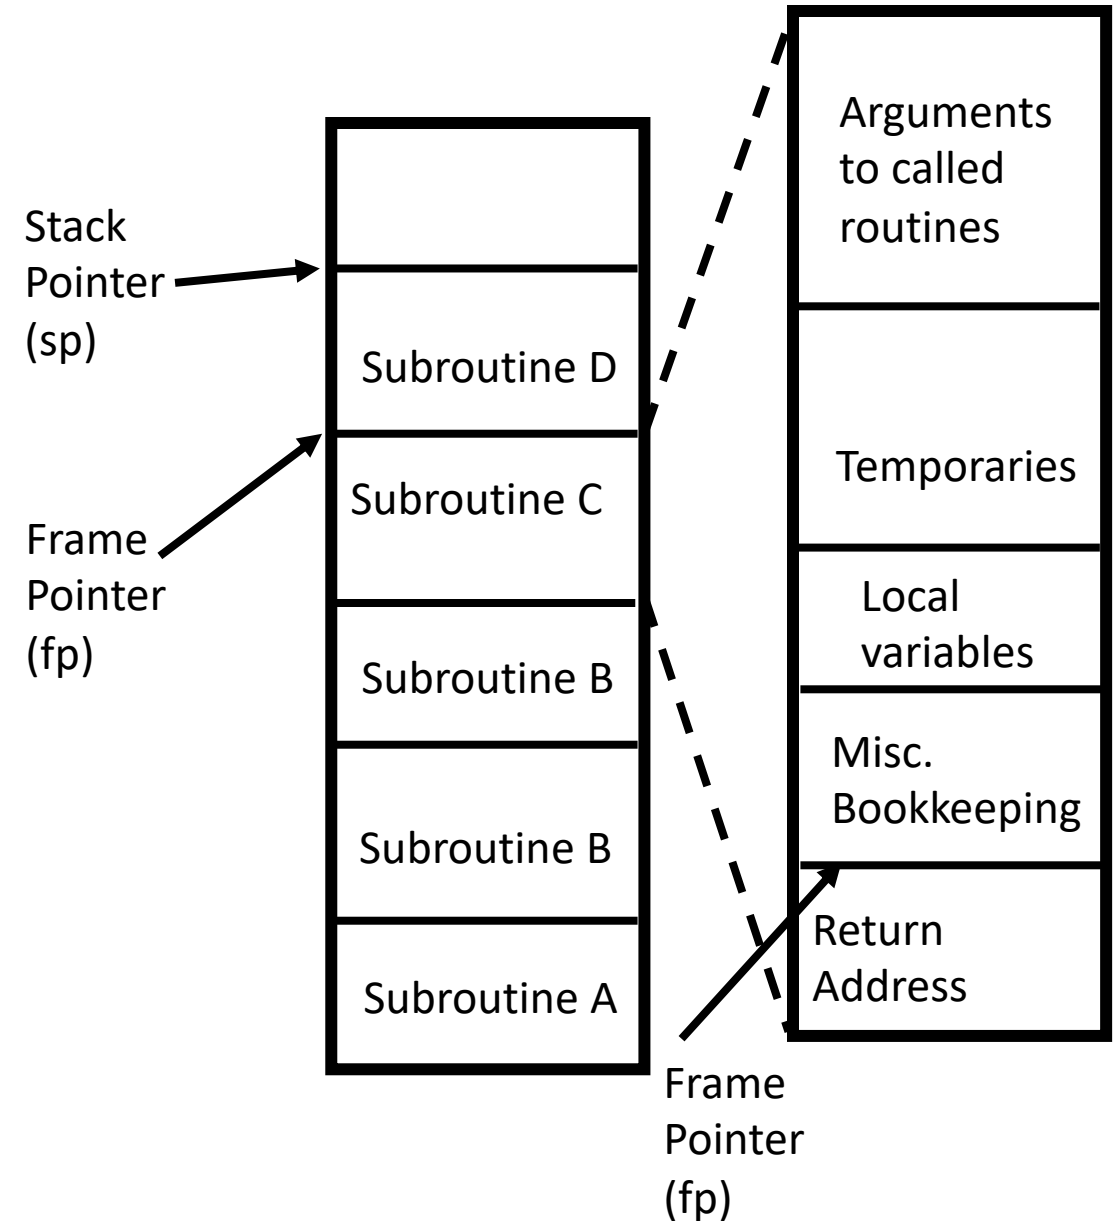 Stack
Pointer
(sp)
Frame
Pointer
(fp)
Subroutine D
Subroutine C
Subroutine B
Subroutine B
Subroutine A
Arguments
to called
routines
Temporaries
Local
variables
Misc.
Bookkeeping
Return
Address
Frame
Pointer
(fp)